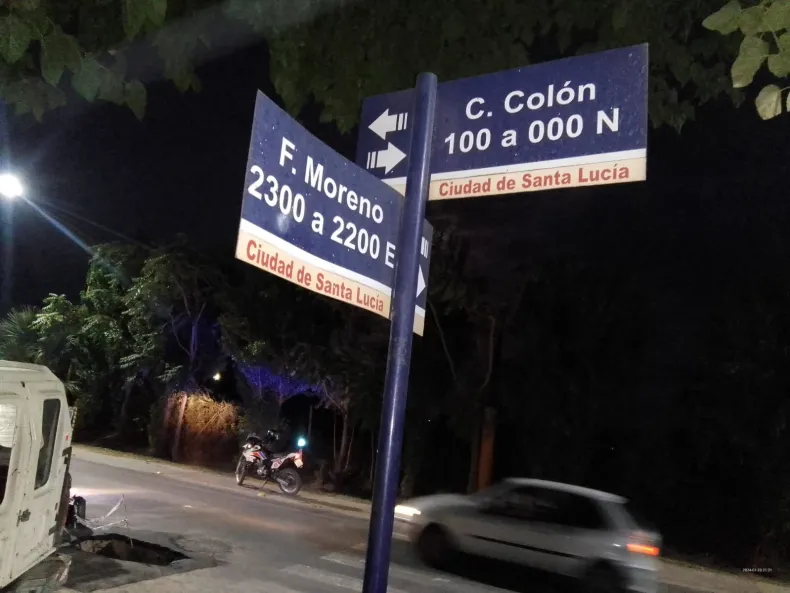 C. Colón
100 a 000 N
Ciudad de Santa Lucía
F. Moreno
2300 a 2200 E
Ciudad de Santa Lucía